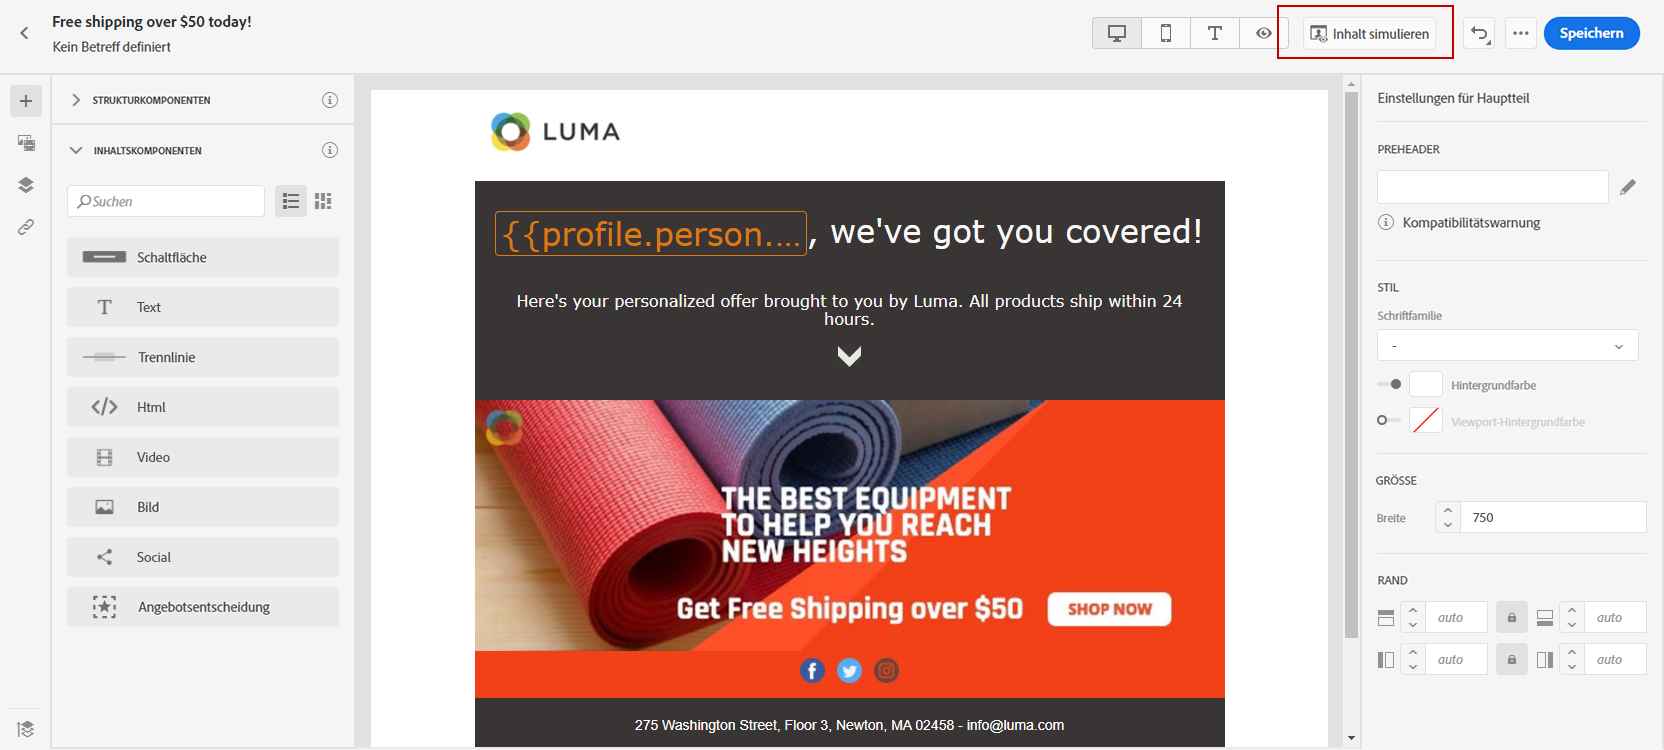 Free shipping over $50 today!
Kein Betreff definiert
Inhalt simulieren
Speichern
STRUKTURKOMPONENTEN
INHALTSKOMPONENTEN
Suchen
Schaltfläche
Text
Trennlinie
Html
Video
Bild
Social
Angebotsentscheidung
LUMA
{{profile.person.... , we've got you covered!
Here's your personalized offer brought to you by Luma. All products ship within 24
hours.
THE BEST EQUIPMENT
TO HELP YOU REACH
NEW HEIGHTS
Get Free Shipping over $50 SHOP NOW
275 Washington Street, Floor 3, Newton, MA 02458 - info@luma.com
Einstellungen für Hauptteil
PREHEADER
Kompatibilitätswarnung
STIL
Schriftfamilie
-
Hintergrundfarbe
Viewport-Hintergrundfarbe
GRÖSSE
Breite 750
RAND
auto auto
auto auto